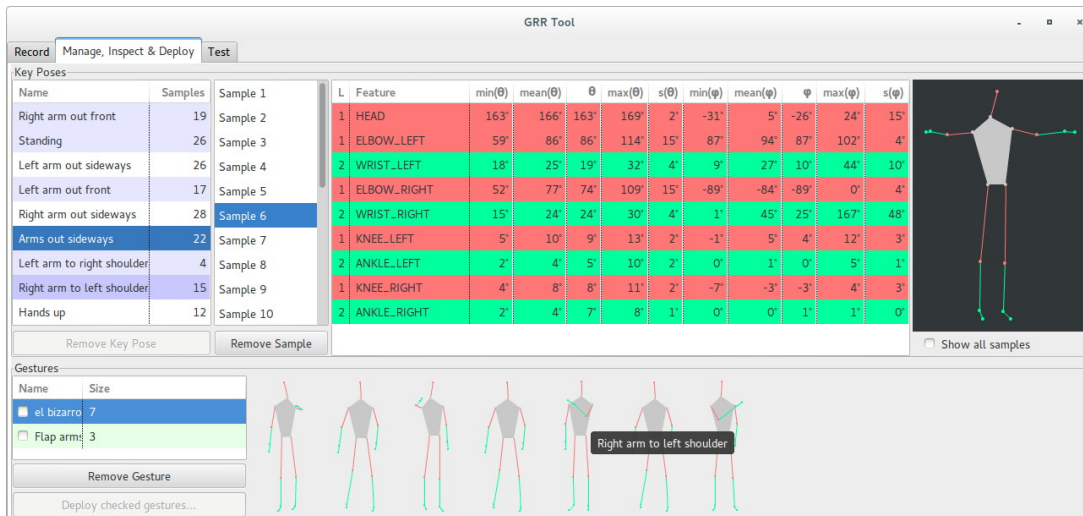 GRR Tool
Record Manage, Inspect & Deploy Test
Key Poses
Name Samples
Right arm out front 19
Standing 26
Left arm out sideways 26
Left arm out front 17
Right arm out sideways 28
Arms out sideways 22
Left arm to right shoulder 4
Right arm to left shoulder 15
Hands up 12
Remove Key Pose
Sample 1
Sample 2
Sample 3
Sample 4
Sample 5
Sample 6
Sample 7
Sample 8
Sample 9
Sample 10
Remove Sample
L Feature min(θ) mean(θ) θ max(θ) s(θ) min(φ) mean(φ) φ max(φ) s(φ)
1 HEAD 163° 166° 163° 169° 2° -31° 5° -26° 24° 15°
1 ELBOW_LEFT 59° 86° 86° 114° 15° 87° 94° 87° 102° 4°
2 WRIST_LEFT 18° 25° 19° 32° 4° 9° 27° 10° 44° 10°
1 ELBOW_RIGHT 52° 77° 74° 109° 15° -89° -84° -89° 0° 4°
2 WRIST_RIGHT 15° 24° 24° 30° 4° 1° 45° 25° 167° 48°
1 KNEE_LEFT 5° 10° 9° 13° 2° -1° 5° 4° 12° 3°
2 ANKLE_LEFT 2° 4° 5° 10° 2° 0° 1° 0° 5° 1°
1 KNEE_RIGHT 4° 8° 8° 11° 2° -7° -3° -3° 4° 3°
2 ANKLE_RIGHT 2° 4° 7° 8° 1° 0° 0° 1° 1° 0°
Show all samples
Gestures
Name Size
el bizarro 7
Flap arms 3
Remove Gesture
Deploy checked gestures...
Right arm to left shoulder